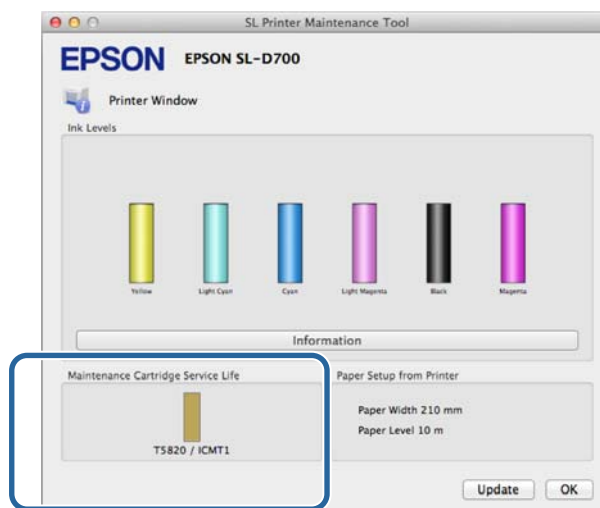 SL Printer Maintenance Tool
EPSON EPSON SL-D700
Printer Window
Ink Levels
Yellow Light Cyan Cyan Light Magenta Black Magenta
Information
Maintenance Cartridge Service Life Paper Setup from Printer
Paper Width 210 mm
Paper Level 10 m
T5820 / ICMT1
Update OK